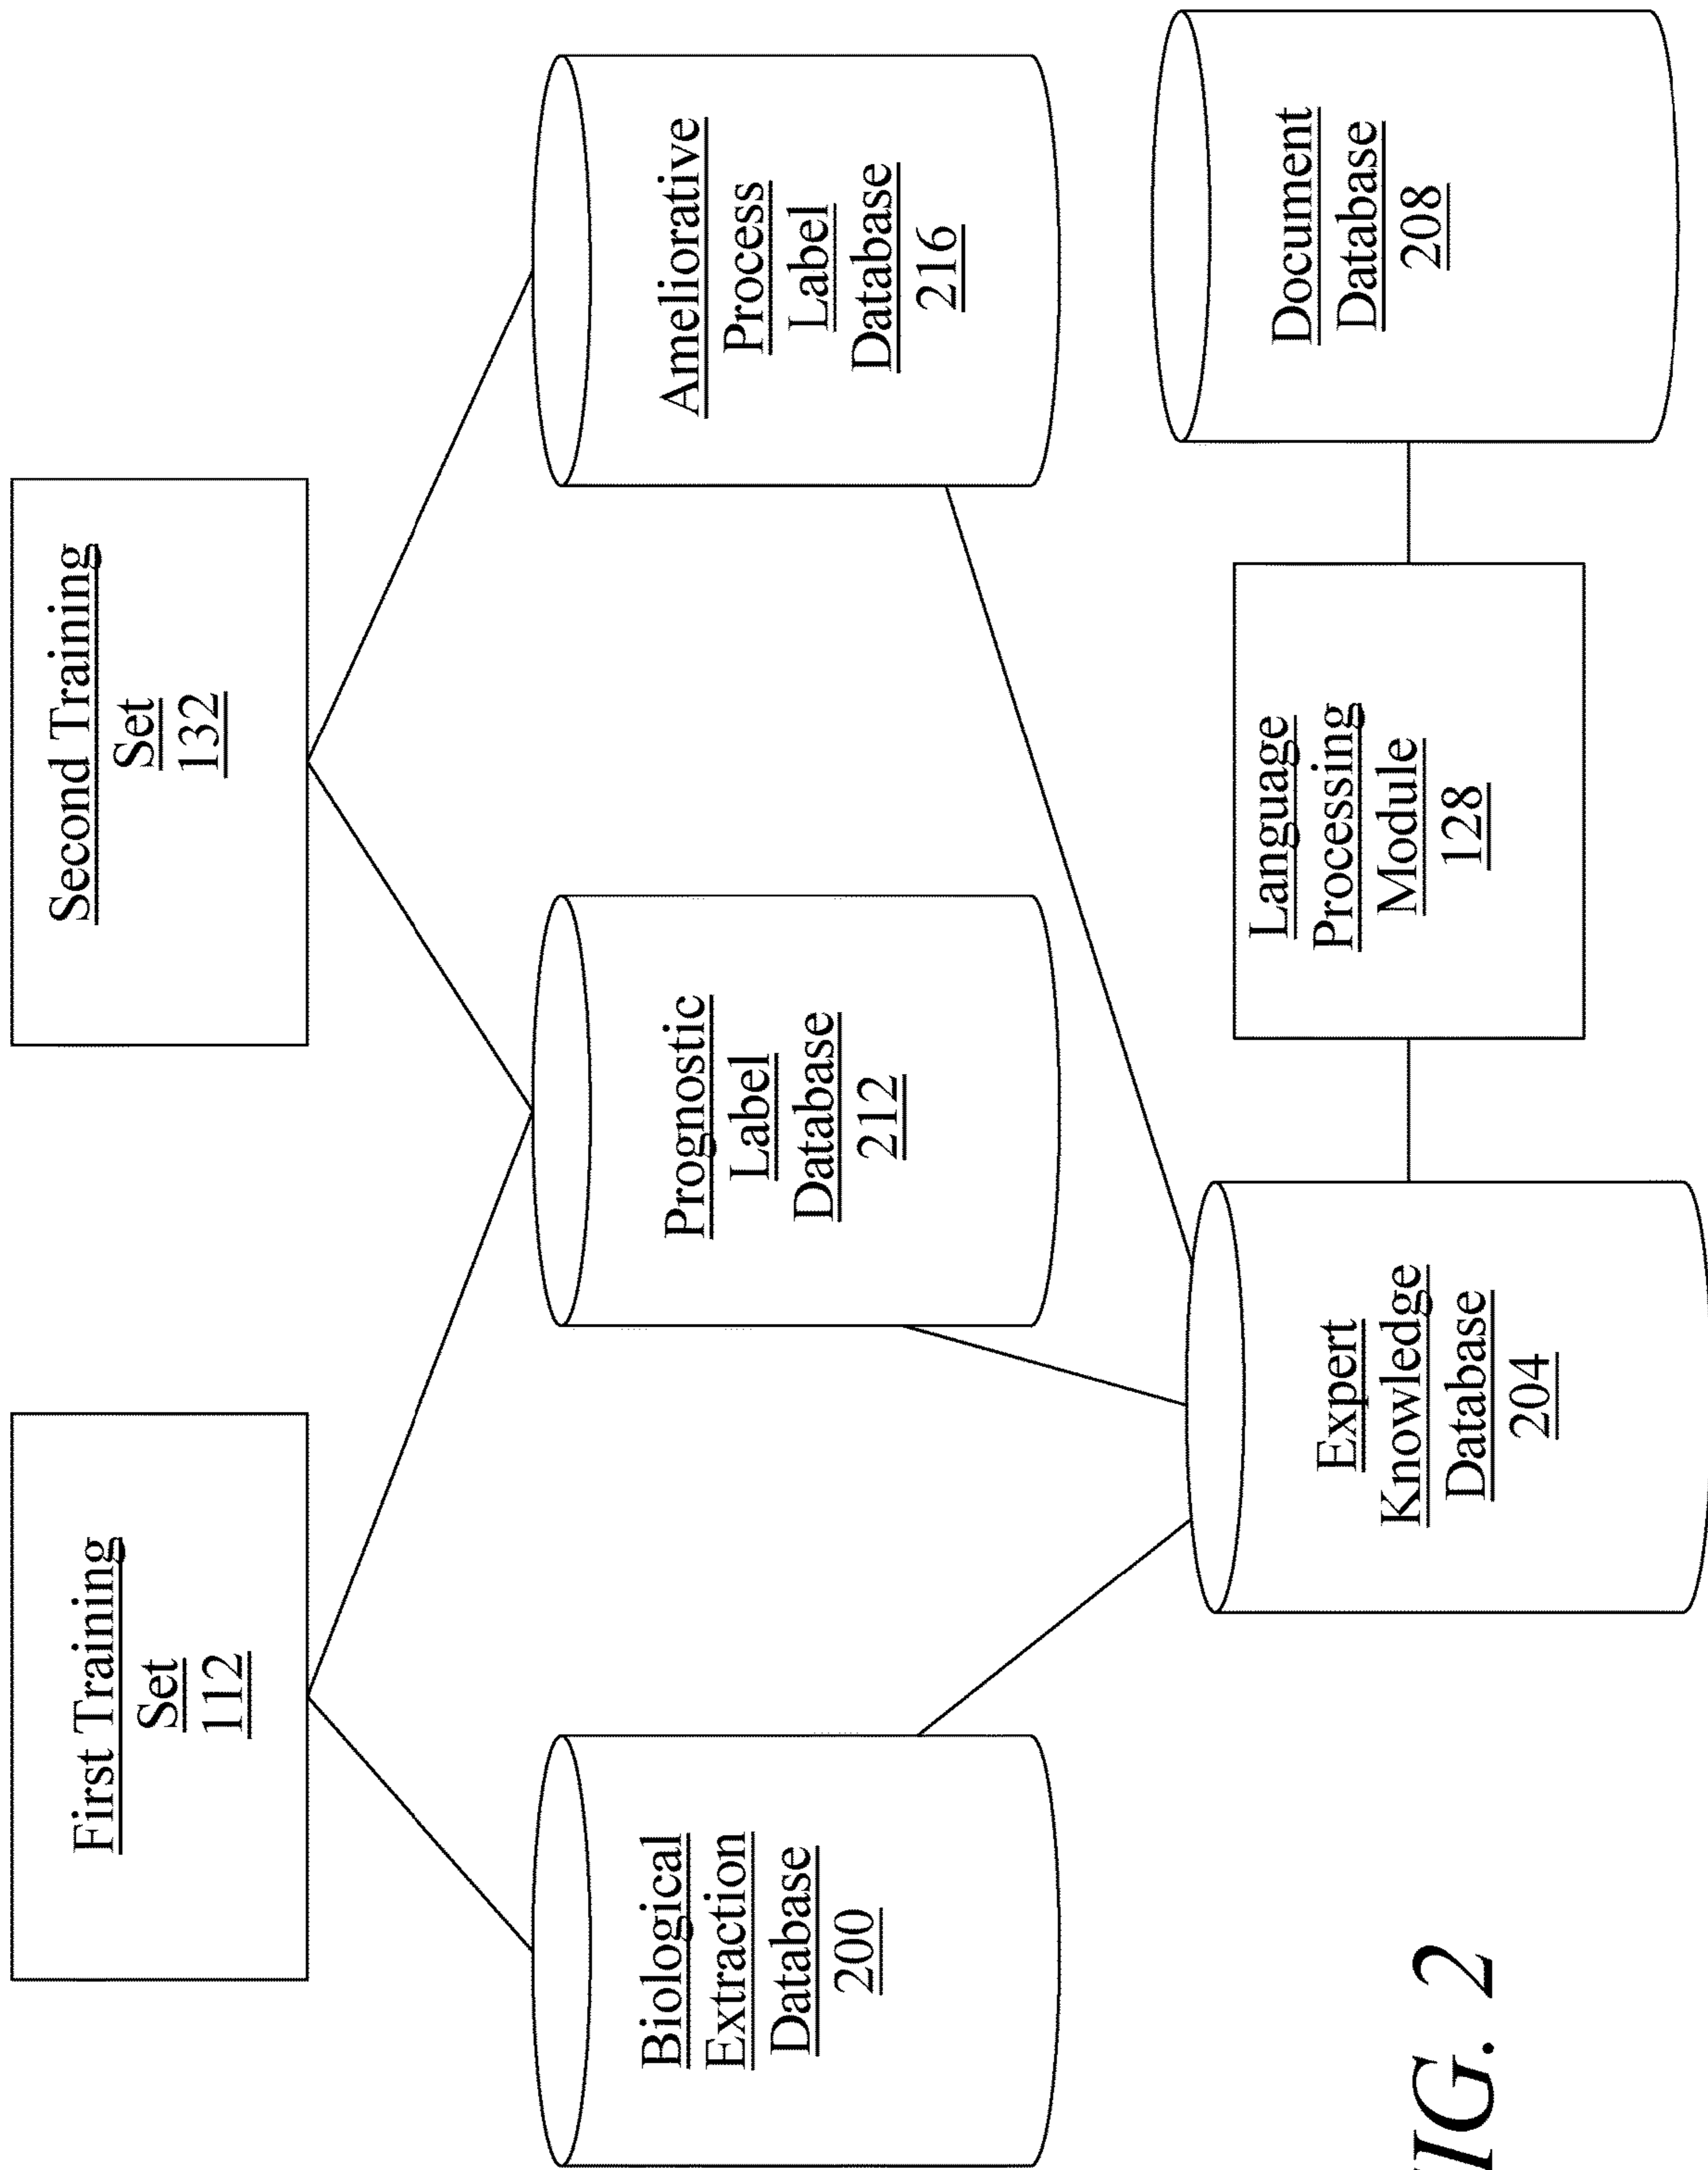 First Training
Set
112
Second Training
Set
132
Biological
Extraction
Database
200
Prognostic
Label
Database
212
Ameliorative
Process
Label
Database
216
Expert
Knowledge
Database
204
Language
Processing
Module
128
Document
Database
208
IG. 2